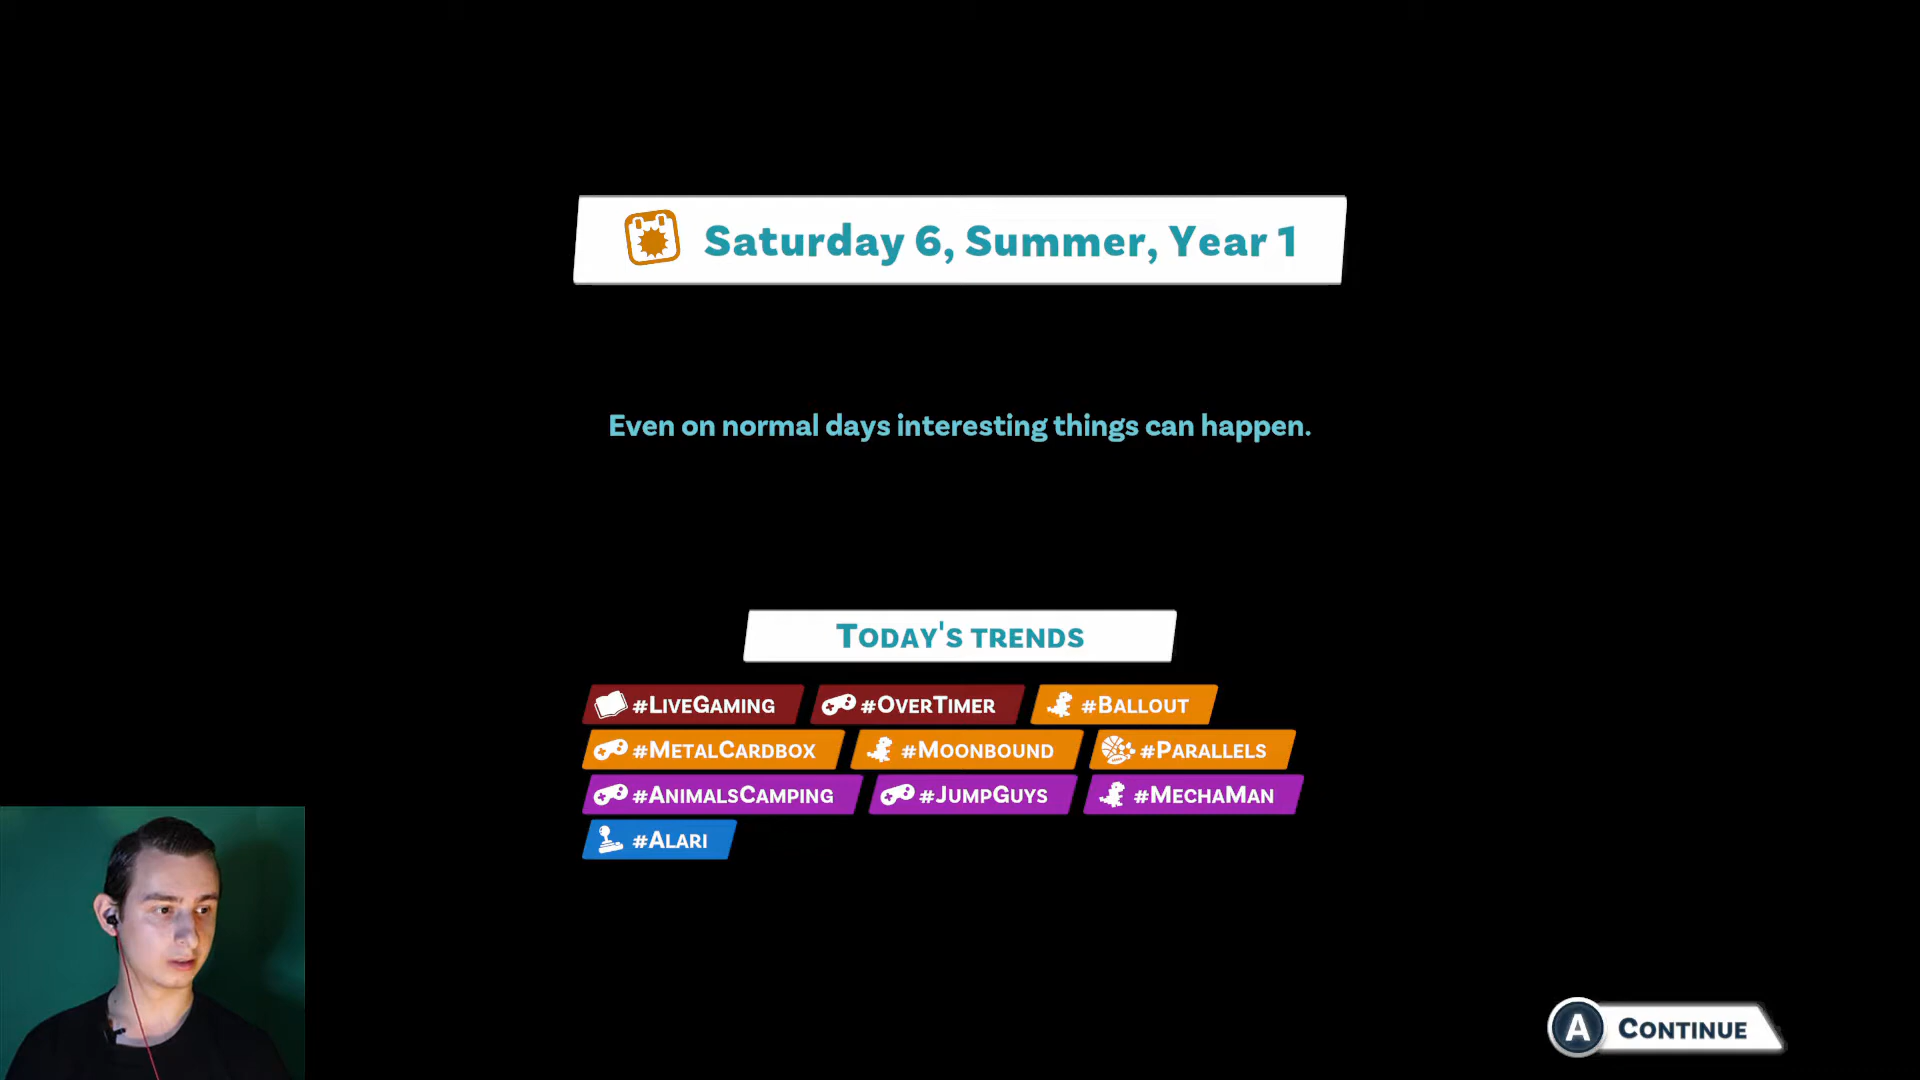 Saturday 6, Summer, Year 1
Even on normal days interesting things can happen.
TODAY'S TRENDS
#LIVEGAMING #OVERTIMER #BALLOUT
#METALCARDBOX #MOONBOUND #PARALLELS
#ANIMALSCAMPING #JUMPGUYS #MECHAMAN
#ALARI
A CONTINUE